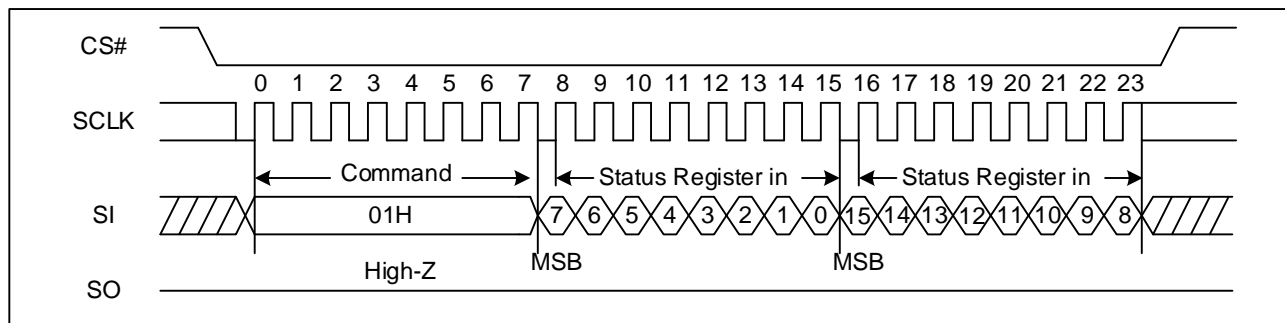 CS#
0 1 2 3 4 5 6 7 8 9 10 11 12 13 14 15 16 17 18 19 20 21 22 23
SCLK
Command Status Register in Status Register in
SI 01H 7 6 5 4 3 2 1 0 15 14 13 12 11 10 9 8
High-Z MSB MSB
SO